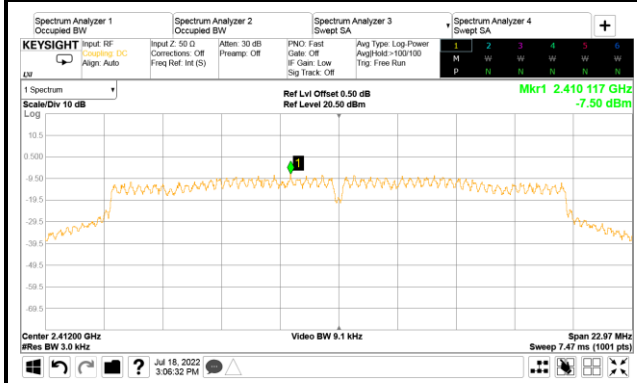 Spectrum Analyzer 1
Occupied BW
Spectrum Analyzer 2
Occupied BW
Spectrum Analyzer 3
Swept SA
Spectrum Analyzer 4
Swept SA
+
KEYSIGHT
Input: RF
Coupling: DC
Align: Auto
Input Z: 50 Ω
Corrections: Off
Freq Ref: Int (S)
Atten: 30 dB
Preamp: Off
PNO: Fast
Gate: Off
IF Gain: Low
Sig Track: Off
Avg Type: Log-Power
Avg|Hold:>100/100
Trig: Free Run
1 2 3 4 5 6
M W W W W W
P N N N N N
LXI
1 Spectrum
Scale/Div 10 dB
Log
Ref Lvl Offset 0.50 dB
Ref Level 20.50 dBm
Mkr1 2.410 117 GHz
-7.50 dBm
10.5
0.500
-9.50
-19.5
-29.5
-39.5
-49.5
-59.5
-69.5
1
Center 2.41200 GHz
#Res BW 3.0 kHz
Video BW 9.1 kHz
Span 22.97 MHz
Sweep 7.47 ms (1001 pts)
?
Jul 18, 2022
3:06:32 PM